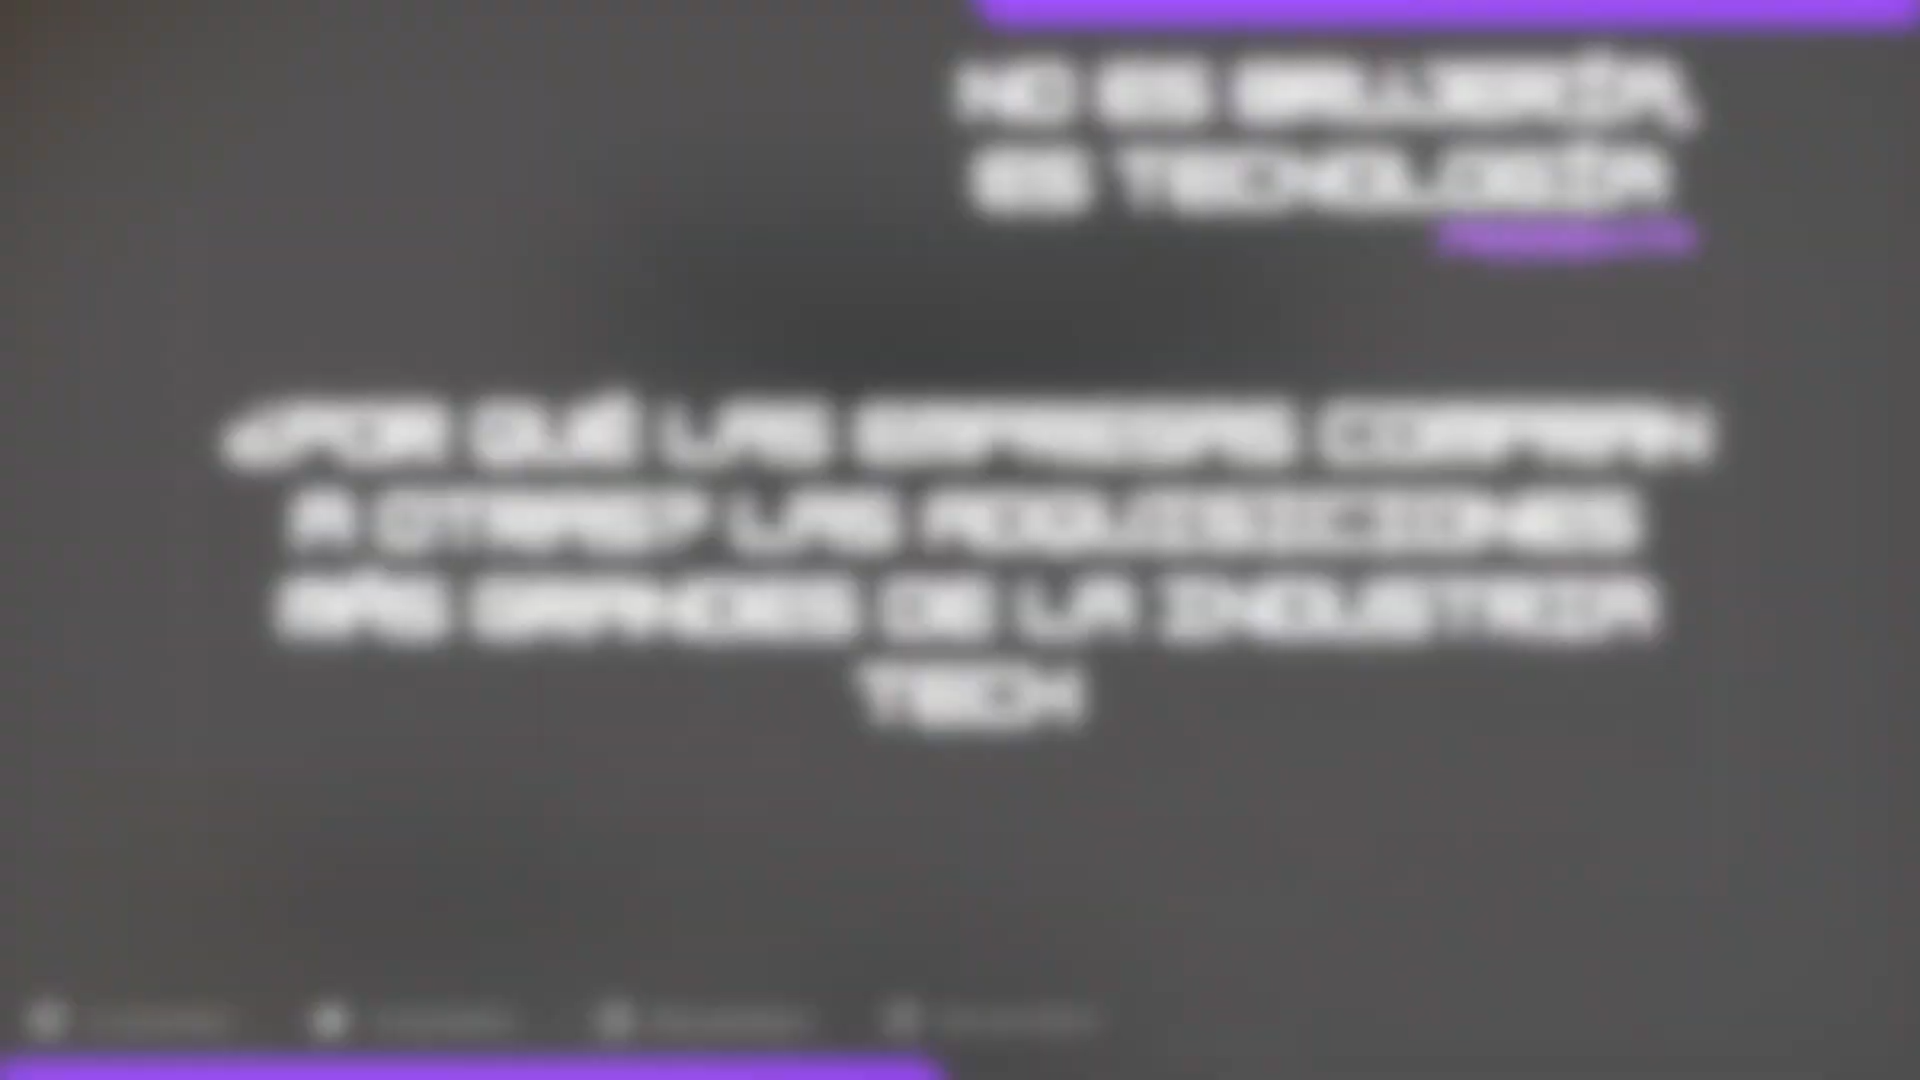 NO ES BRUJERÍA,
ES TECNOLOGÍA
¿POR QUÉ LAS EMPRESAS COMPRAN
A OTRAS? LAS ADQUISICIONES
MÁS GRANDES DE LA INDUSTRIA
TECH